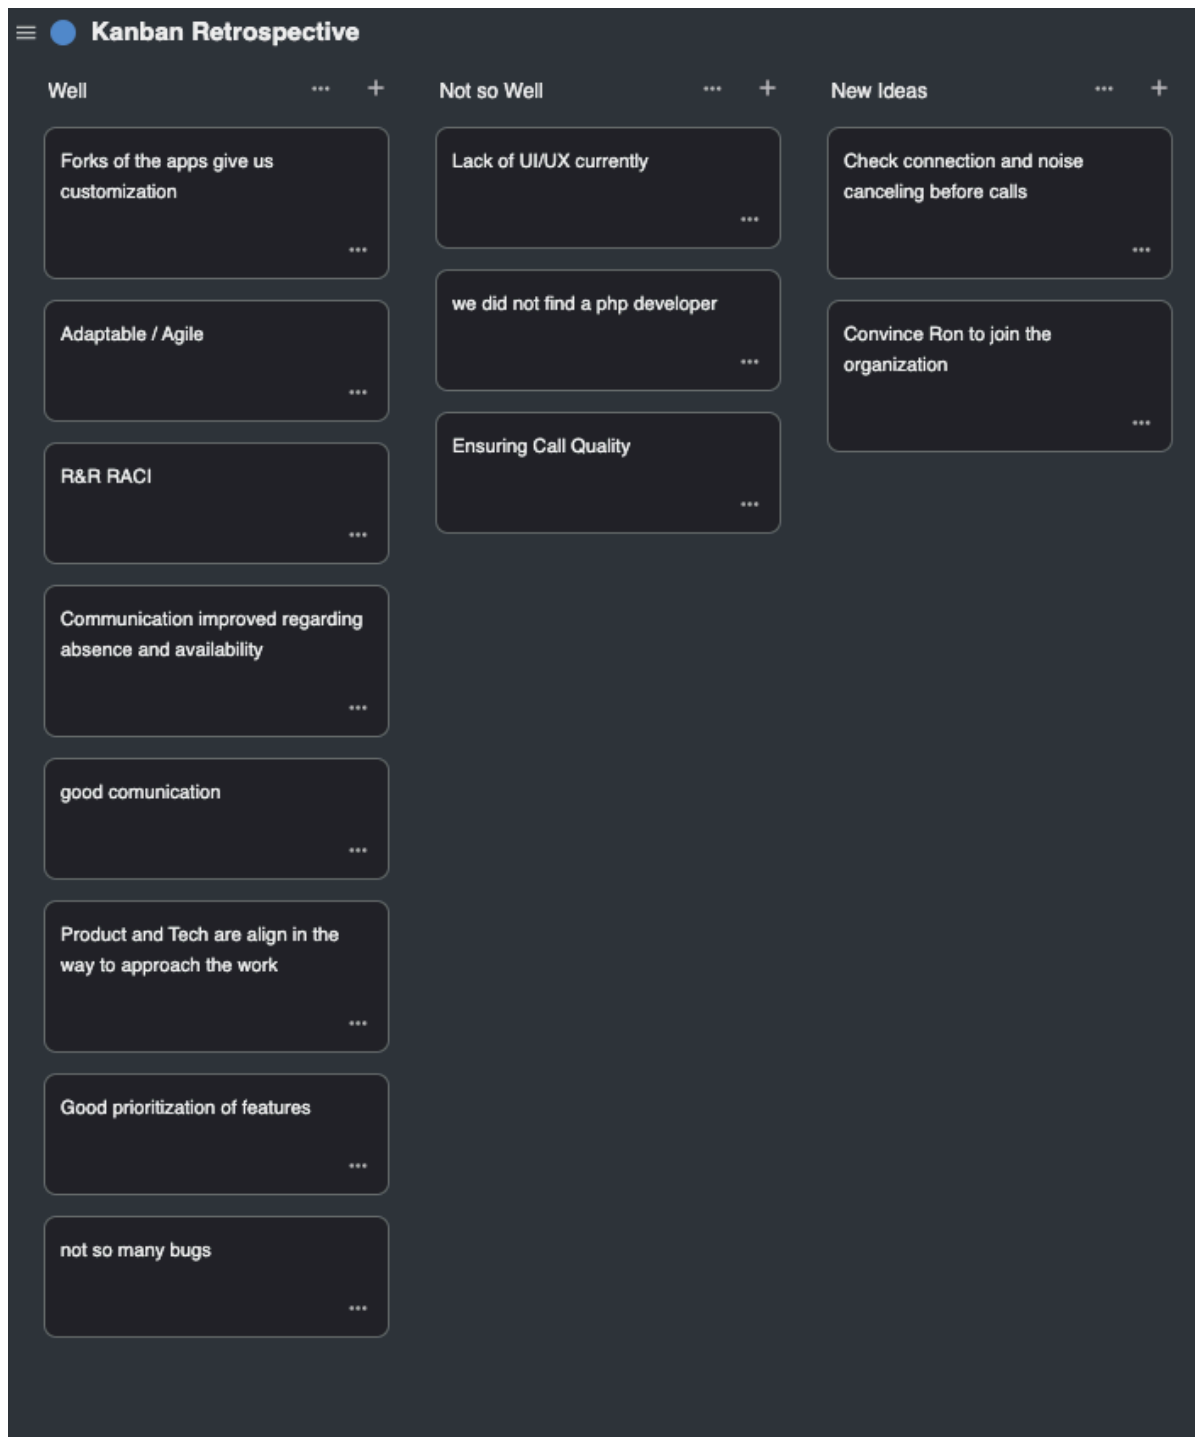 Kanban Retrospective
Well
Forks of the apps give us
customization
Adaptable / Agile
R&R RACI
Communication improved regarding
absence and availability
good comunication
Product and Tech are align in the
way to approach the work
Good prioritization of features
not so many bugs
Not so Well
Lack of UI/UX currently
we did not find a php developer
Ensuring Call Quality
New Ideas
Check connection and noise
canceling before calls
Convince Ron to join the
organization